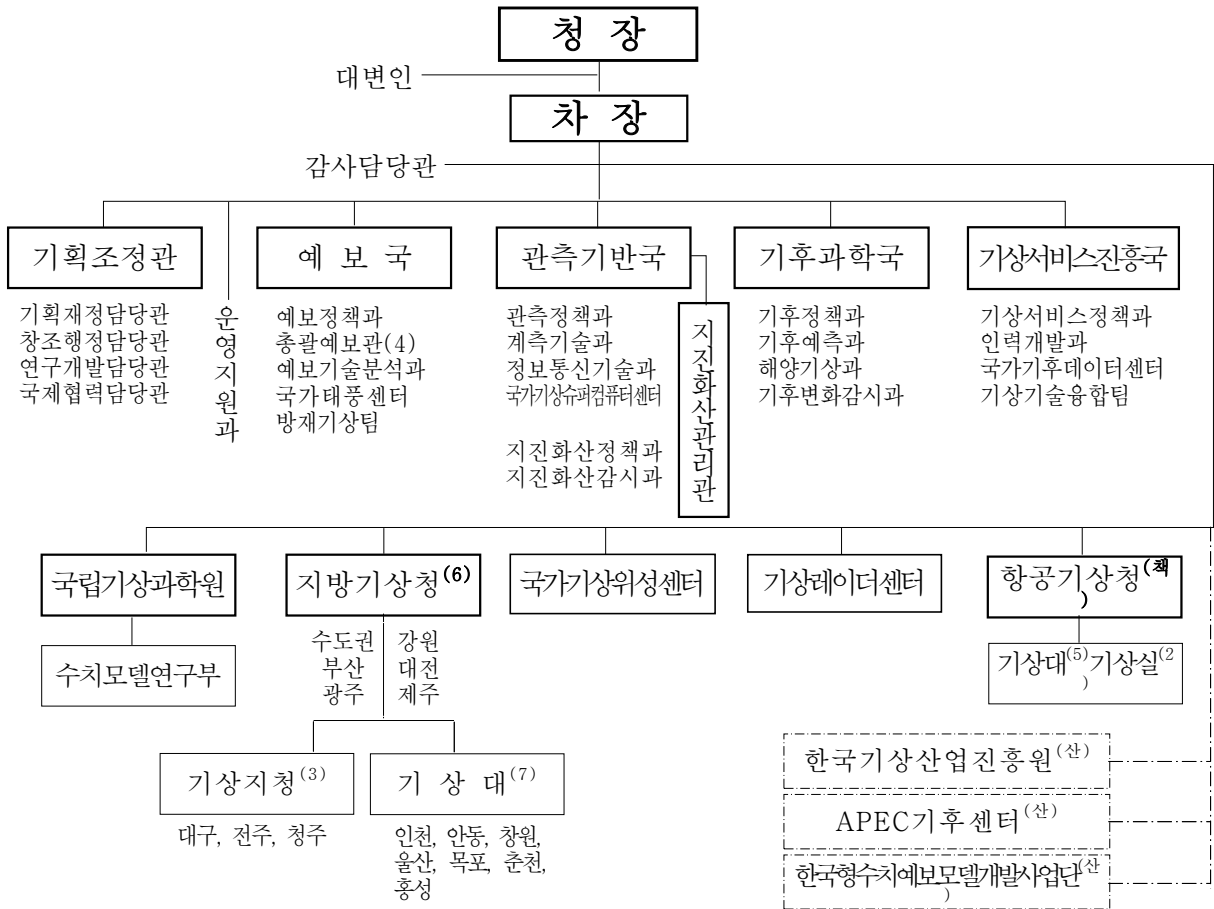 청 장
대변인
차 장
감사담당관
기획조정관
기획재정담당관
창조행정담당관
연구개발담당관
국제협력담당관
운영지원과
예 보 국
예보정책과
총괄예보관(4)
예보기술분석과
국가태풍센터
방재기상팀
관측기반국
관측정책과
계측기술과
정보통신기술과
국가기상슈퍼컴퓨터센터
지진화산정책과
지진화산감시과
지진화산관리관
기후과학국
기후정책과
기후예측과
해양기상과
기후변화감시과
기상서비스진흥국
기상서비스정책과
인력개발과
국가기후데이터센터
기상기술융합팀
국립기상과학원
수치모델연구부
지방기상청(6)
수도권 강원
부산 대전
광주 제주
기상지청(3)
대구, 전주, 청주
기 상 대(7)
인천, 안동, 창원,
울산, 목포, 춘천,
홍성
국가기상위성센터
기상레이더센터
항공기상청(책
)
기상대(5)기상실(2
)
한국기상산업진흥원(산)
APEC기후센터(산)
한국형수치예보모델개발사업단(산
)